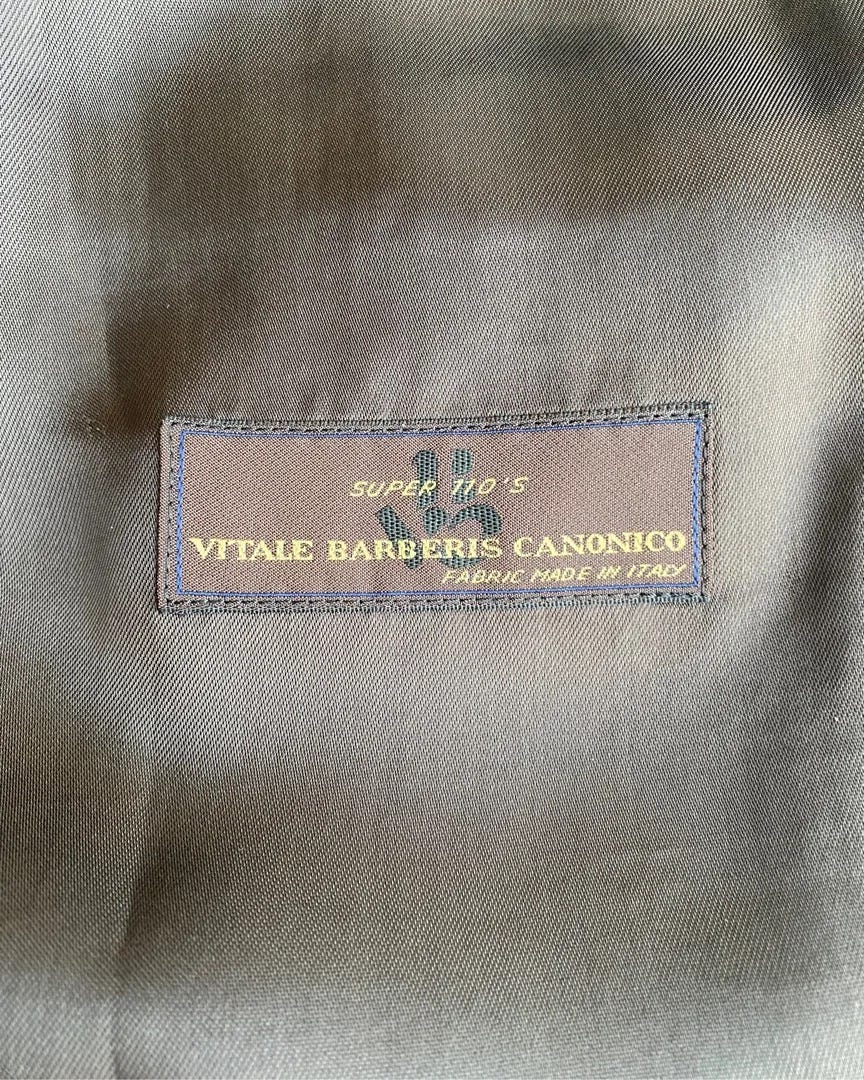 SUPER 110'S
VITALE BARBERIS CANONICO
FABRIC MADE IN ITALY